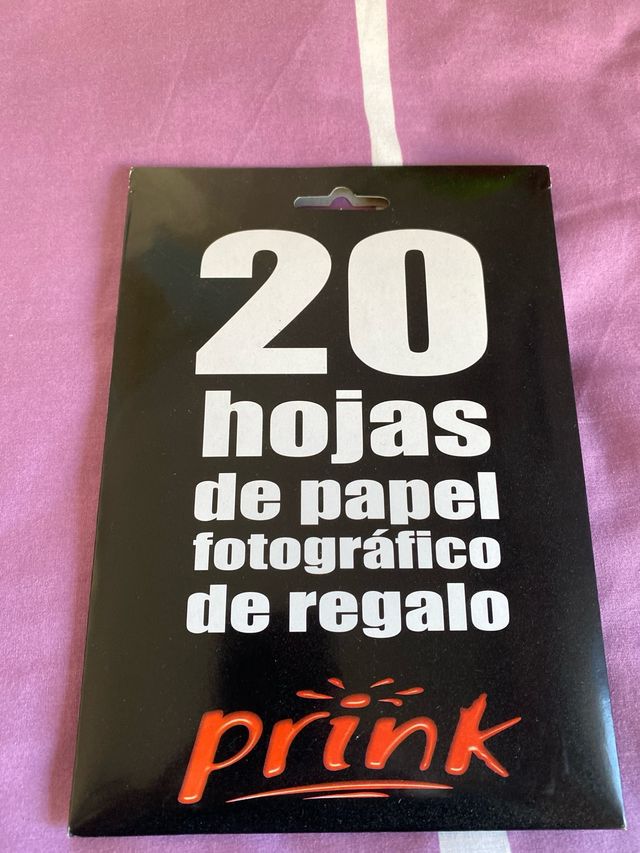 20
hojas
de papel
fotográfico
de regalo
prink